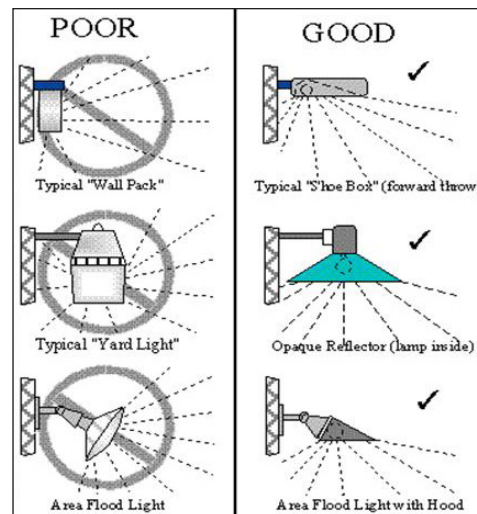 POOR
GOOD
Typical "Wall Pack"
Typical "Shoe Box" (forward throw
Typical "Yard Light"
Opaque Reflector (lamp inside)
Area Flood Light
Area Flood Light with Hood